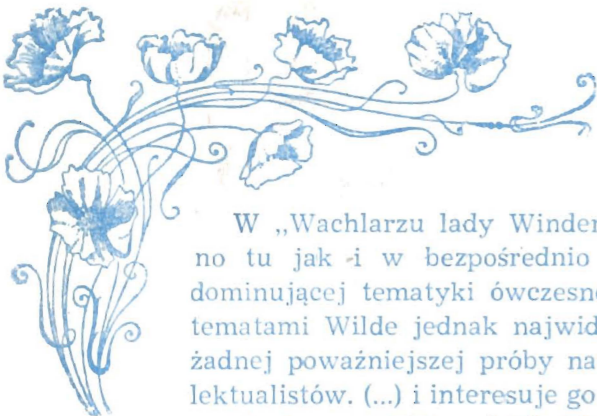 W „Wachlarzu lady Winder
no tu jak i w bezpośrednio
dominującej tematyki ówczesne
tematami Wilde jednak najwid
żadnej poważniejszej próby na
lektualistów. (...) i interesuje go